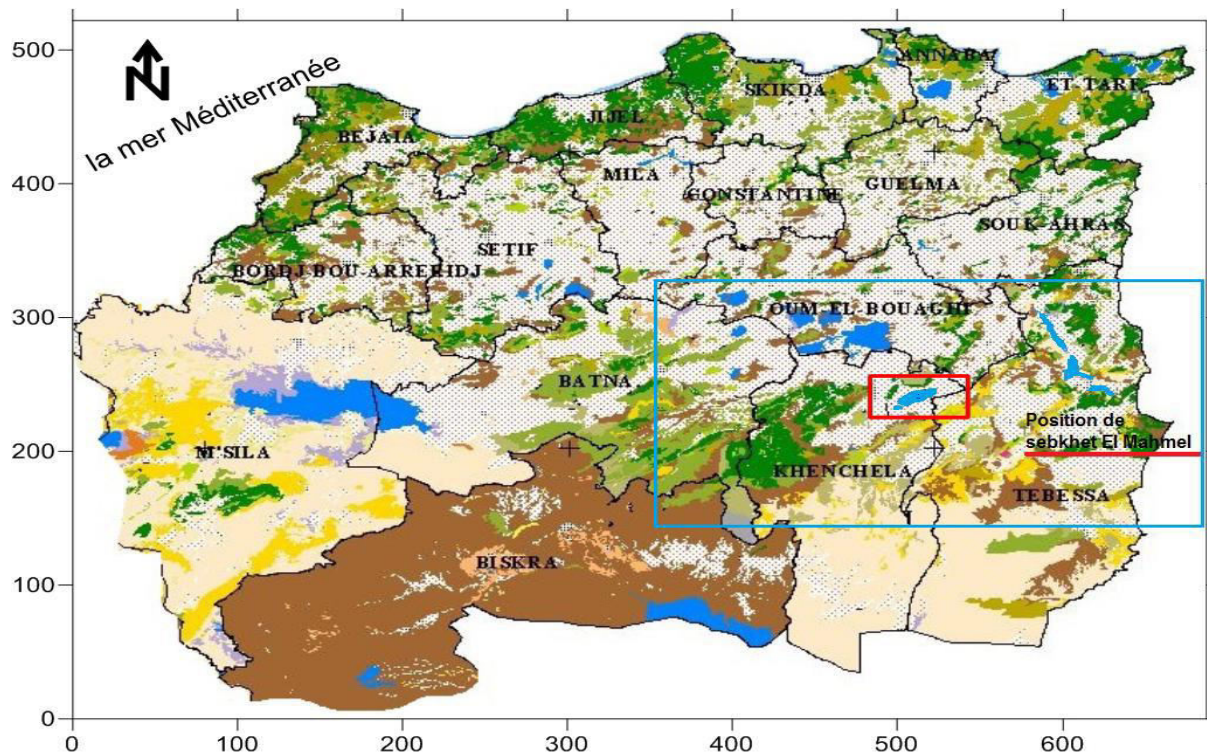 500
N
la mer Méditerranée
ANNABA
SKIKDA
ET-TARF
JIJEL
BEJAIA
400
MILA
CONSTANTINE
GUELMA
SOUK-AHRAS
SETIF
BORDJ BOU-ARRERIDJ
300
OUM-EL-BOUAGHI
BATNA
Position de
sebkhet El Mahmel
200
M'SILA
KHENCHELA
TEBESSA
BISKRA
100
0
0 100 200 300 400 500 600